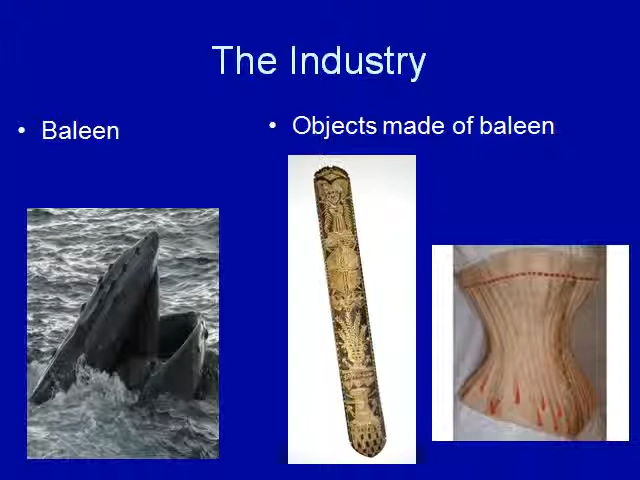 The Industry
• Baleen
• Objects made of baleen